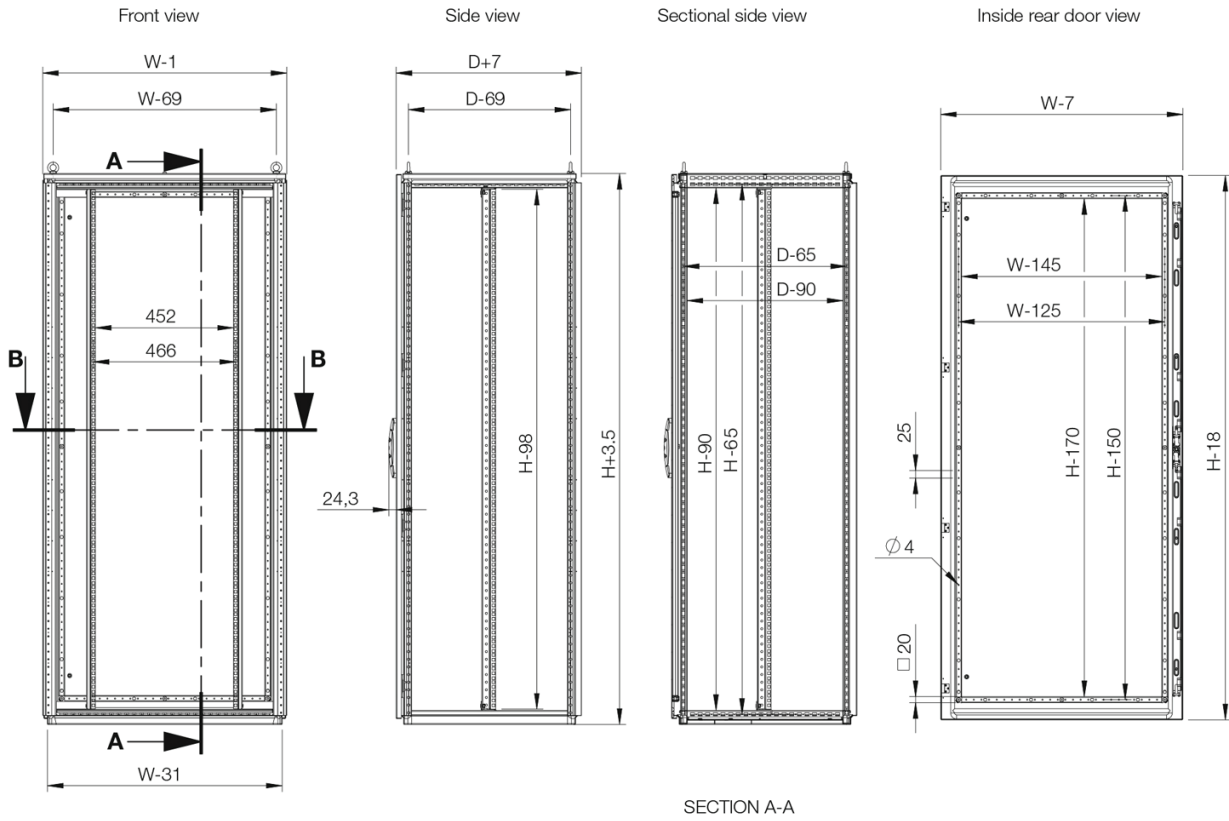 Front view
Side view
Sectional side view
Inside rear door view
W-1
W-69
A
B
B
452
466
A
W-31
D+7
D-69
H-98
H+3.5
24,3
D-65
D-90
H-90
H-65
W-7
W-145
W-125
25
H-170
H-150
H-18
∅ 4
□20
SECTION A-A